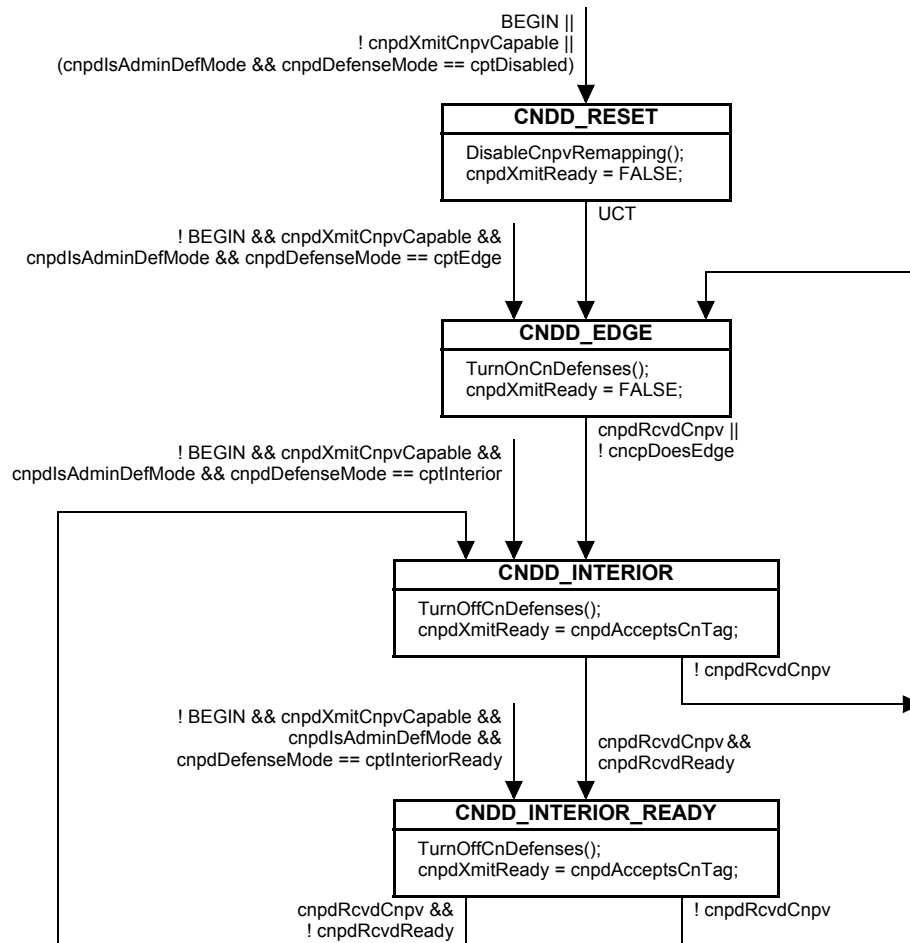 BEGIN ||
! cnpdXmitCnpvCapable ||
(cnpdIsAdminDefMode && cnpdDefenseMode == cptDisabled)
CNDD_RESET
DisableCnpvRemapping();
cnpdXmitReady = FALSE;
UCT
! BEGIN && cnpdXmitCnpvCapable &&
cnpdIsAdminDefMode && cnpdDefenseMode == cptEdge
CNDD_EDGE
TurnOnCnDefenses();
cnpdXmitReady = FALSE;
cnpdRcvdCnpv ||
! cncpDoesEdge
! BEGIN && cnpdXmitCnpvCapable &&
cnpdIsAdminDefMode && cnpdDefenseMode == cptInterior
CNDD_INTERIOR
TurnOffCnDefenses();
cnpdXmitReady = cnpdAcceptsCnTag;
! cnpdRcvdCnpv
! BEGIN && cnpdXmitCnpvCapable &&
cnpdIsAdminDefMode &&
cnpdDefenseMode == cptInteriorReady
cnpdRcvdCnpv &&
cnpdRcvdReady
CNDD_INTERIOR_READY
TurnOffCnDefenses();
cnpdXmitReady = cnpdAcceptsCnTag;
cnpdRcvdCnpv &&
! cnpdRcvdReady
! cnpdRcvdCnpv